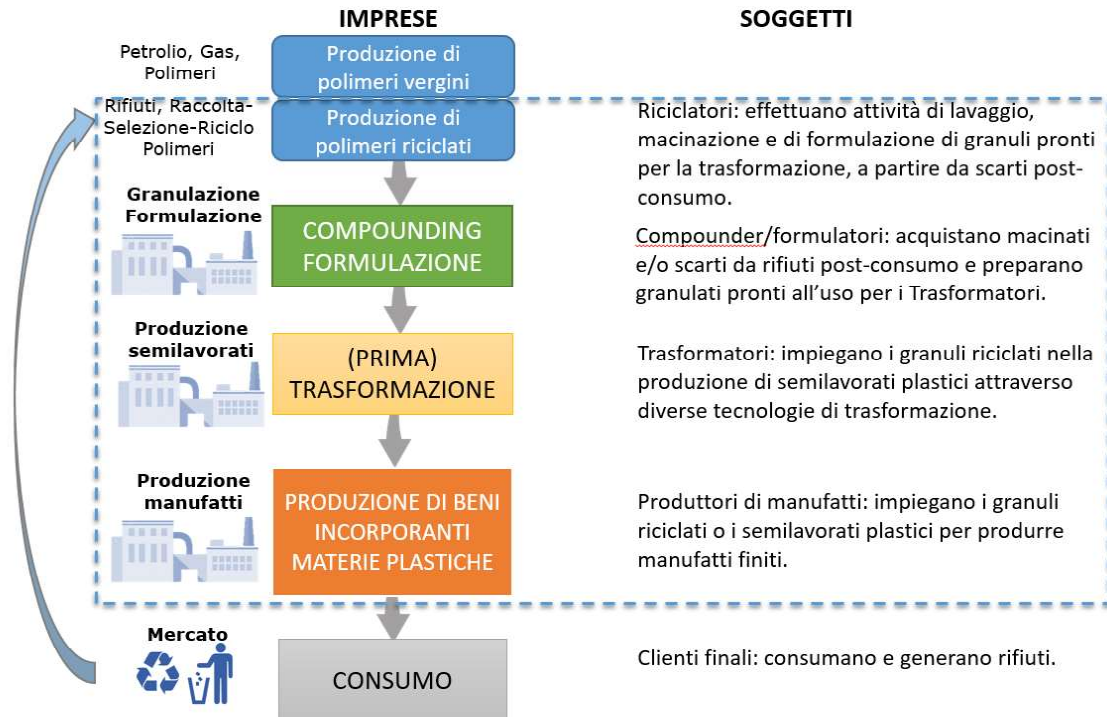 IMPRESE
SOGGETTI
Petrolio, Gas,
Polimeri
Produzione di
polimeri vergini
Rifiuti, Raccolta-
Selezione-Riciclo
Polimeri
Produzione di
polimeri riciclati
Riciclatori: effettuano attività di lavaggio,
macinazione e di formulazione di granuli pronti
per la trasformazione, a partire da scarti post-
consumo.
Granulazione
Formulazione
COMPOUNDING
FORMULAZIONE
Compounder/formulatori: acquistano macinati
e/o scarti da rifiuti post-consumo e preparano
granulati pronti all’uso per i Trasformatori.
Produzione
semilavorati
(PRIMA)
TRASFORMAZIONE
Trasformatori: impiegano i granuli riciclati nella
produzione di semilavorati plastici attraverso
diverse tecnologie di trasformazione.
Produzione
manufatti
PRODUZIONE DI BENI
INCORPORANTI
MATERIE PLASTICHE
Produttori di manufatti: impiegano i granuli
riciclati o i semilavorati plastici per produrre
manufatti finiti.
Mercato
CONSUMO
Clienti finali: consumano e generano rifiuti.